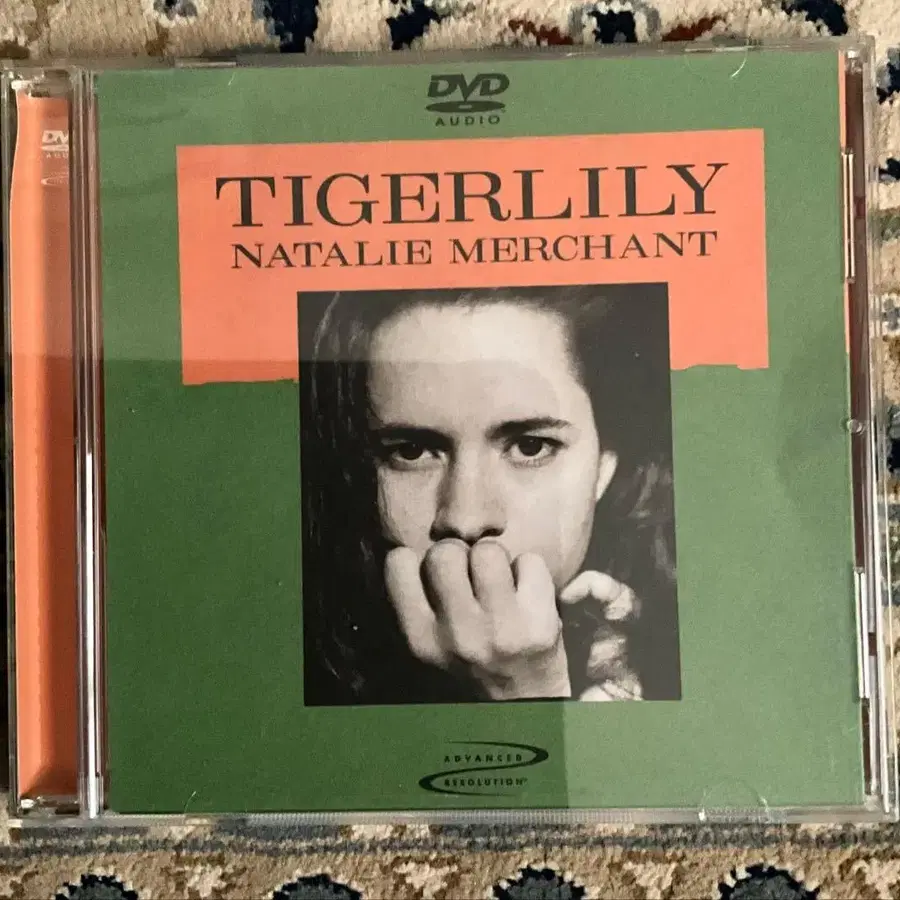 DVD
AUDIO
TIGERLILY
NATALIE MERCHANT
ADVANCED
RESOLUTION